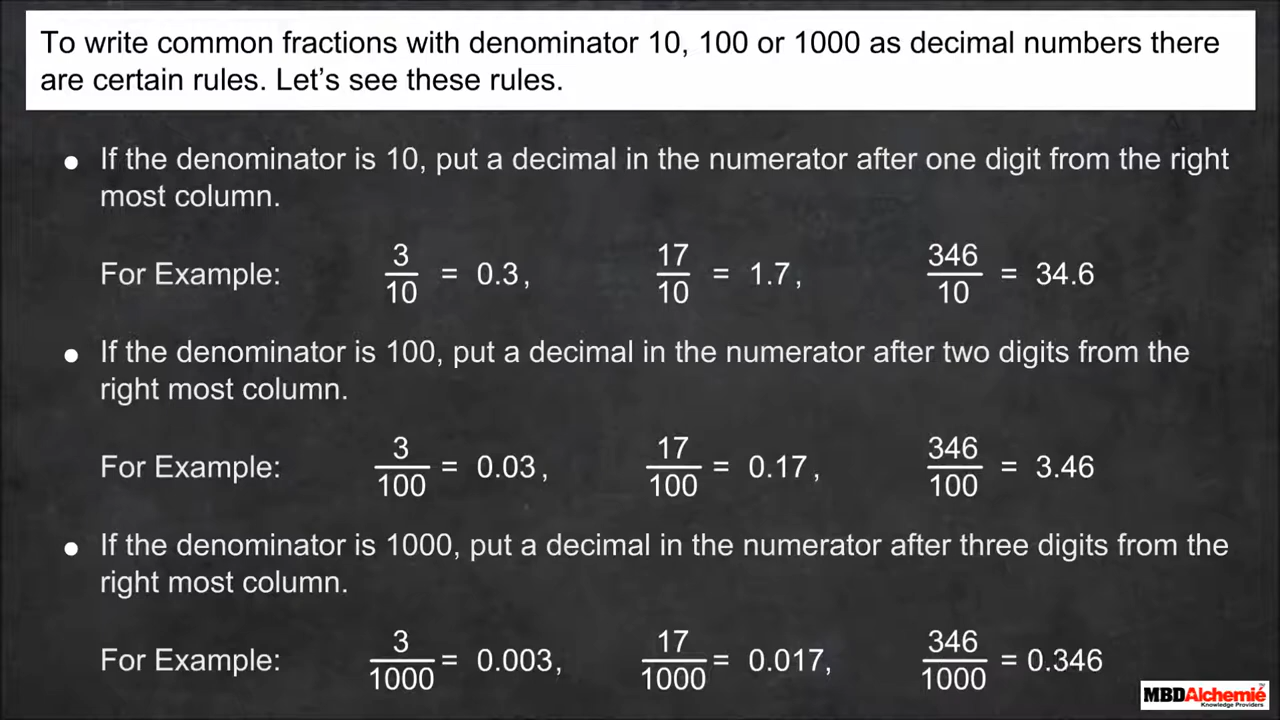 To write common fractions with denominator 10, 100 or 1000 as decimal numbers there
are certain rules. Let's see these rules.
● If the denominator is 10, put a decimal in the numerator after one digit from the right
most column.
For Example: 3/10 = 0.3, 17/10 = 1.7, 346/10 = 34.6
● If the denominator is 100, put a decimal in the numerator after two digits from the
right most column.
For Example: 3/100 = 0.03, 17/100 = 0.17, 346/100 = 3.46
● If the denominator is 1000, put a decimal in the numerator after three digits from the
right most column.
For Example: 3/1000 = 0.003, 17/1000 = 0.017, 346/1000 = 0.346
MBDAlchemie
Knowledge Providers